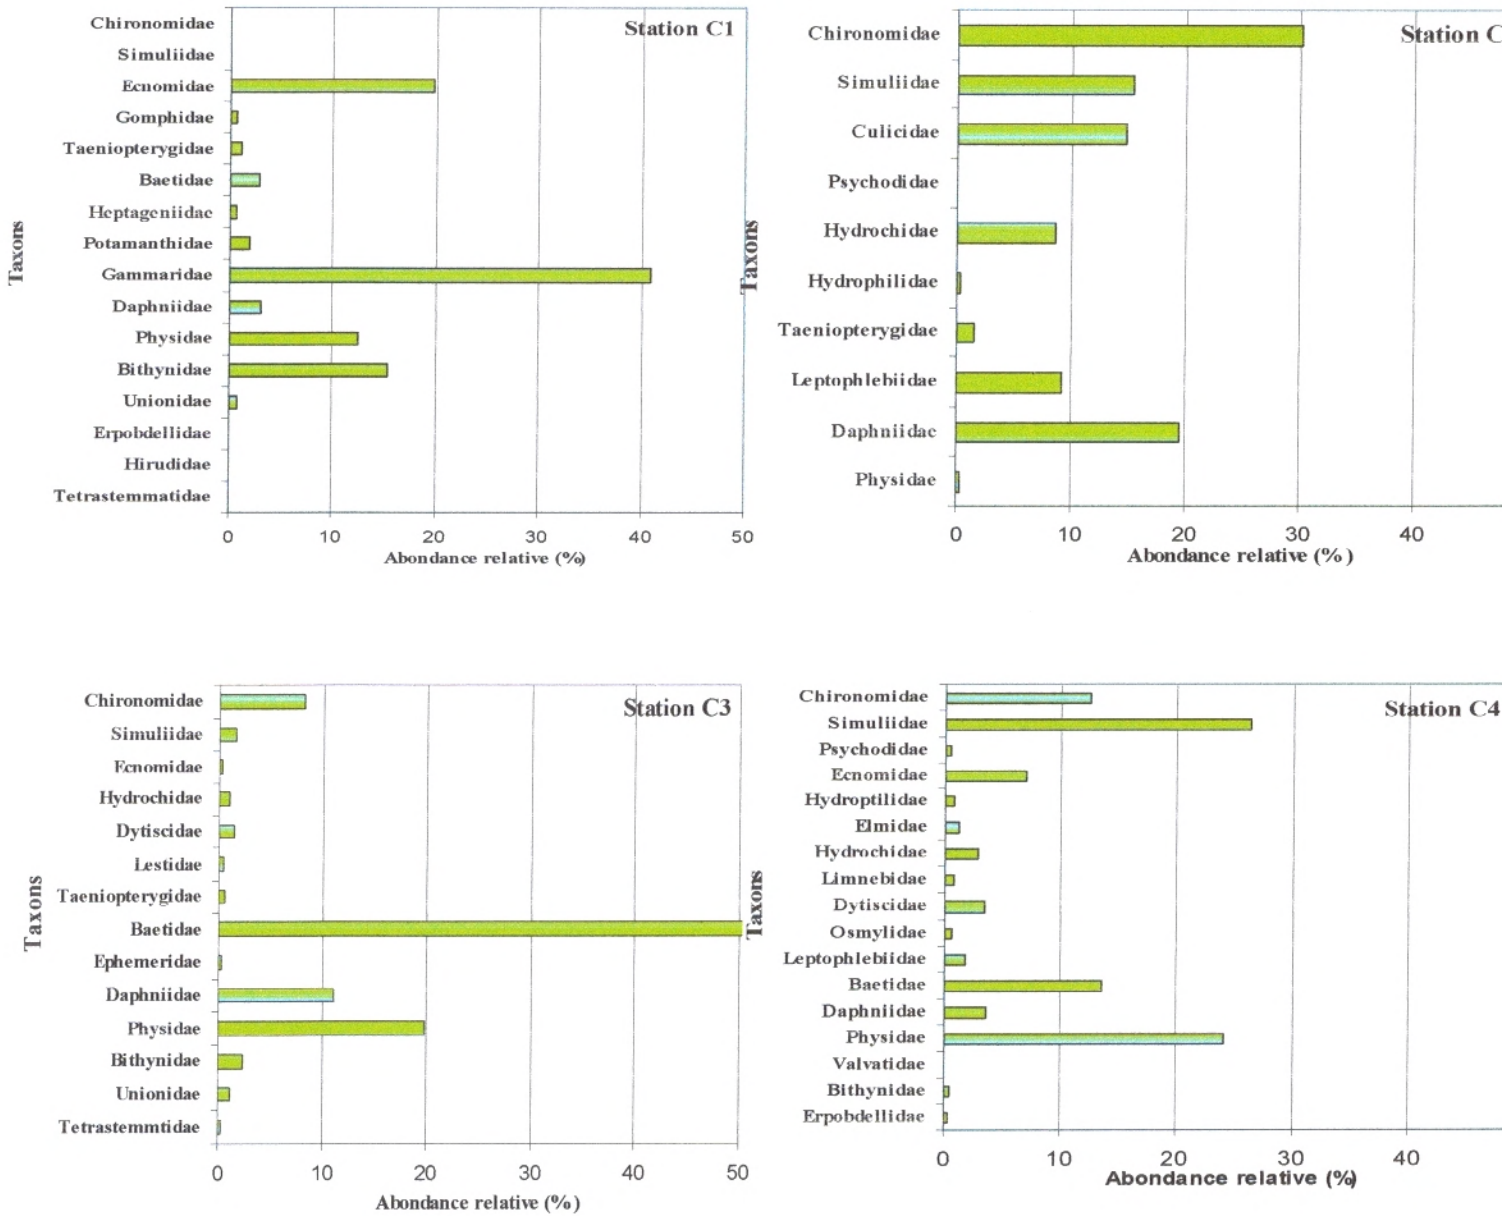 Station C1
Taxons
Chironomidae
Simuliidae
Ecnomidae
Gomphidae
Taeniopterygidae
Baetidae
Heptageniidae
Potamanthidae
Gammaridae
Daphniidae
Physidae
Bithynidae
Unionidae
Erpobdellidae
Hirudidae
Tetrastemmatidae
0 10 20 30 40 50
Abondance relative (%)
Station C
Taxons
Chironomidae
Simuliidae
Culicidae
Psychodidae
Hydrochidae
Hydrophilidae
Taeniopterygidae
Leptophlebiidae
Daphniidae
Physidae
0 10 20 30 40
Abondance relative (%)
Station C3
Taxons
Chironomidae
Simuliidae
Ecnomidae
Hydrochidae
Dytiscidae
Lestidae
Taeniopterygidae
Baetidae
Ephemeridae
Daphniidae
Physidae
Bithynidae
Unionidae
Tetrastemmtidae
0 10 20 30 40 50
Abondance relative (%)
Station C4
Taxons
Chironomidae
Simuliidae
Psychodidae
Ecnomidae
Hydroptilidae
Elmidae
Hydrochidae
Limnebidae
Dytiscidae
Osmylidae
Leptophlebiidae
Baetidae
Daphniidae
Physidae
Valvatidae
Bithynidae
Erpobdellidae
0 10 20 30 40
Abondance relative (%)